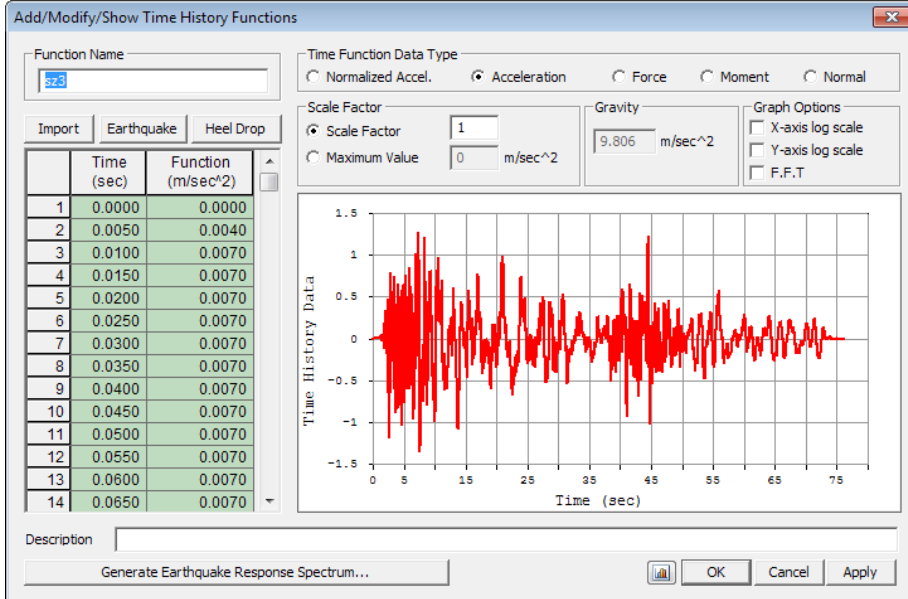 Add/Modify/Show Time History Functions
Function Name
sz3
Time Function Data Type
Normalized Accel. Acceleration Force Moment Normal
Import Earthquake Heel Drop
Scale Factor
Scale Factor 1
Maximum Value 0 m/sec^2
Gravity
9.806 m/sec^2
Graph Options
X-axis log scale
Y-axis log scale
F.F.T
Time (sec) Function (m/sec^2)
1 0.0000 0.0000
2 0.0050 0.0040
3 0.0100 0.0070
4 0.0150 0.0070
5 0.0200 0.0070
6 0.0250 0.0070
7 0.0300 0.0070
8 0.0350 0.0070
9 0.0400 0.0070
10 0.0450 0.0070
11 0.0500 0.0070
12 0.0550 0.0070
13 0.0600 0.0070
14 0.0650 0.0070
Time History Data
1.5
1
0.5
0
-0.5
-1
-1.5
0 5 15 25 35 45 55 65 75
Time (sec)
Description
Generate Earthquake Response Spectrum... OK Cancel Apply